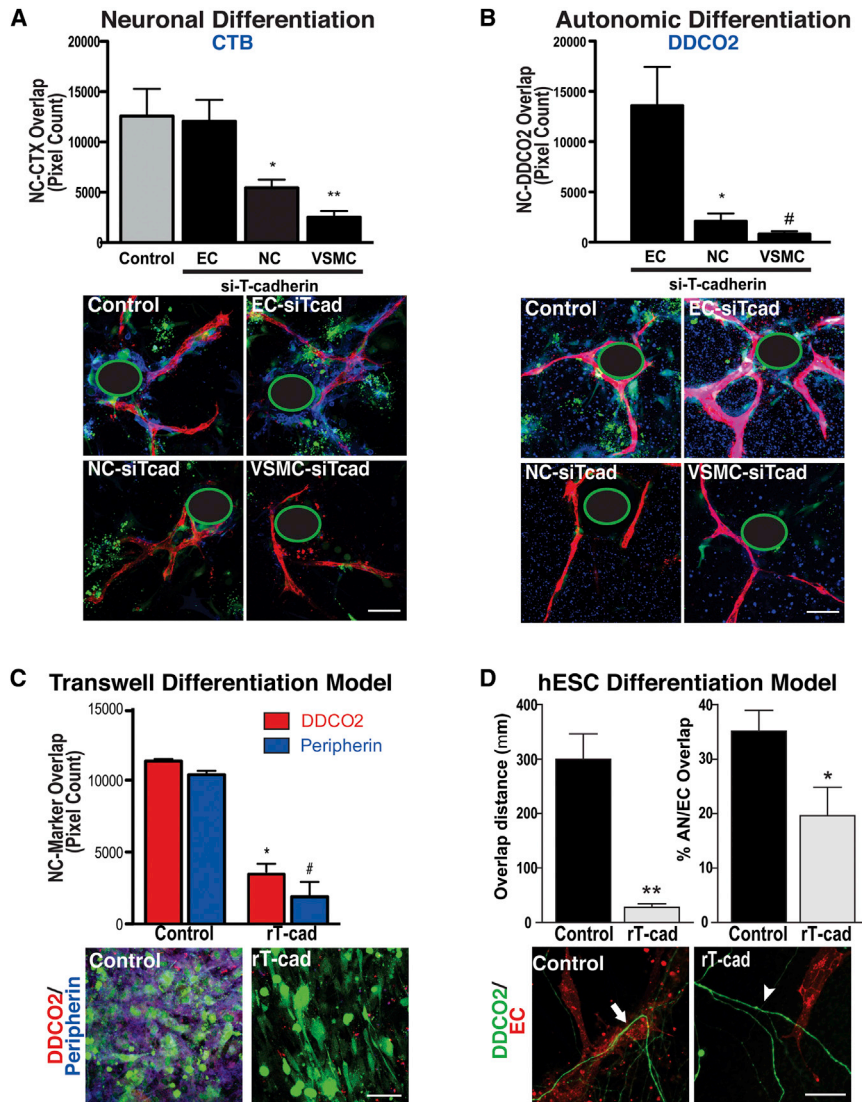 A
Neuronal Differentiation
CTB
NC-CTX Overlap
(Pixel Count)
20000
15000
10000
5000
0
*
**
Control EC NC VSMC
si-T-cadherin
Control
EC-siTcad
NC-siTcad
VSMC-siTcad
B
Autonomic Differentiation
DDCO2
NC-DDCO2 Overlap
(Pixel Count)
20000
15000
10000
5000
0
*
#
EC NC VSMC
si-T-cadherin
Control
EC-siTcad
NC-siTcad
VSMC-siTcad
C
Transwell Differentiation Model
NC-Marker Overlap
(Pixel Count)
15000
10000
5000
0
DDCO2
Peripherin
*
#
Control rT-cad
DDCO2/
Peripherin
Control
rT-cad
D
hESC Differentiation Model
Overlap distance (mm)
400
300
200
100
0
**
Control rT-cad
% AN/EC Overlap
40
30
20
10
0
*
Control rT-cad
DDCO2/
EC
Control
rT-cad